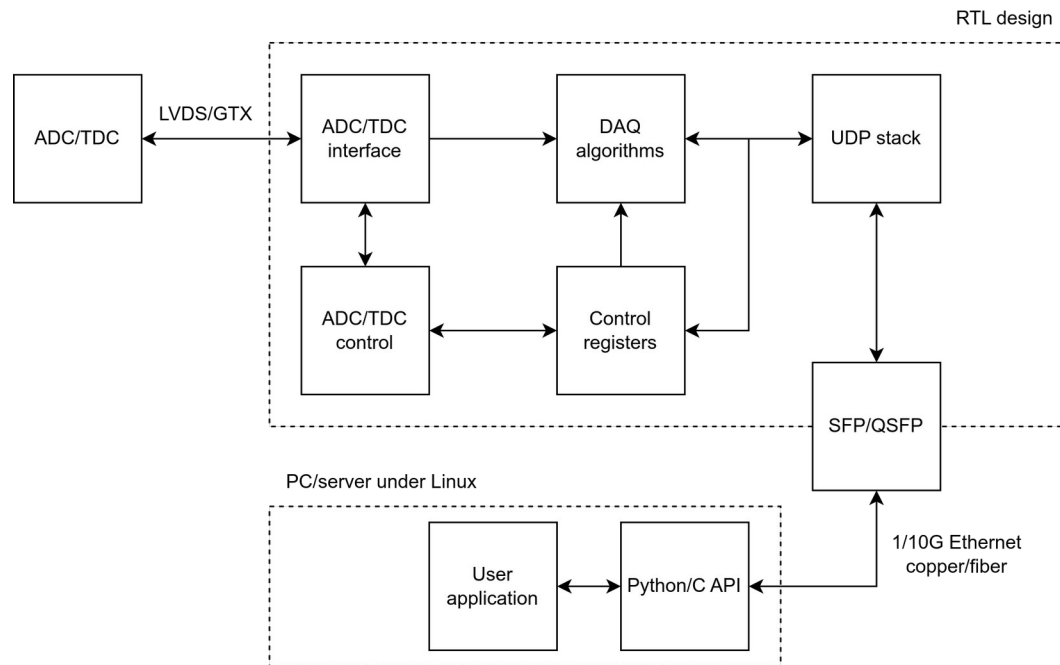 RTL design
ADC/TDC
LVDS/GTX
ADC/TDC
interface
DAQ
algorithms
UDP stack
ADC/TDC
control
Control
registers
SFP/QSFP
PC/server under Linux
User
application
Python/C API
1/10G Ethernet
copper/fiber